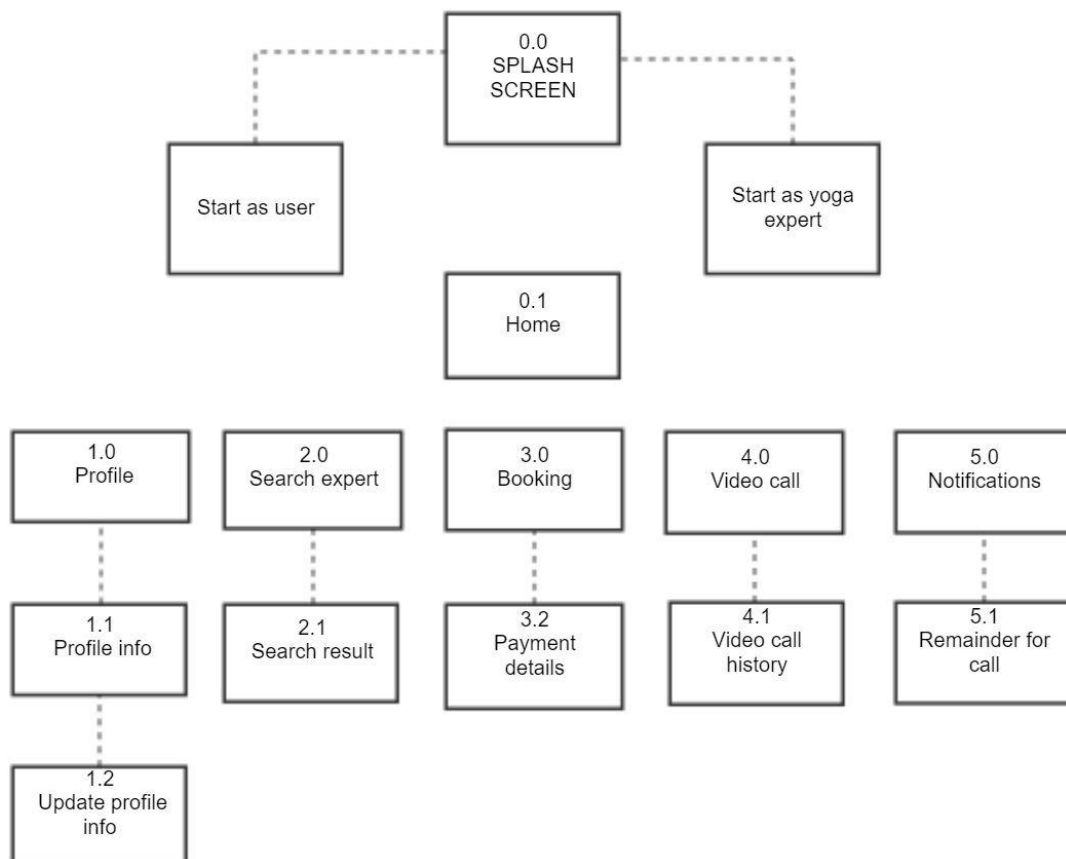 0.0
SPLASH
SCREEN
Start as user
Start as yoga
expert
0.1
Home
1.0
Profile
2.0
Search expert
3.0
Booking
4.0
Video call
5.0
Notifications
1.1
Profile info
2.1
Search result
3.2
Payment
details
4.1
Video call
history
5.1
Remainder for
call
1.2
Update profile
info